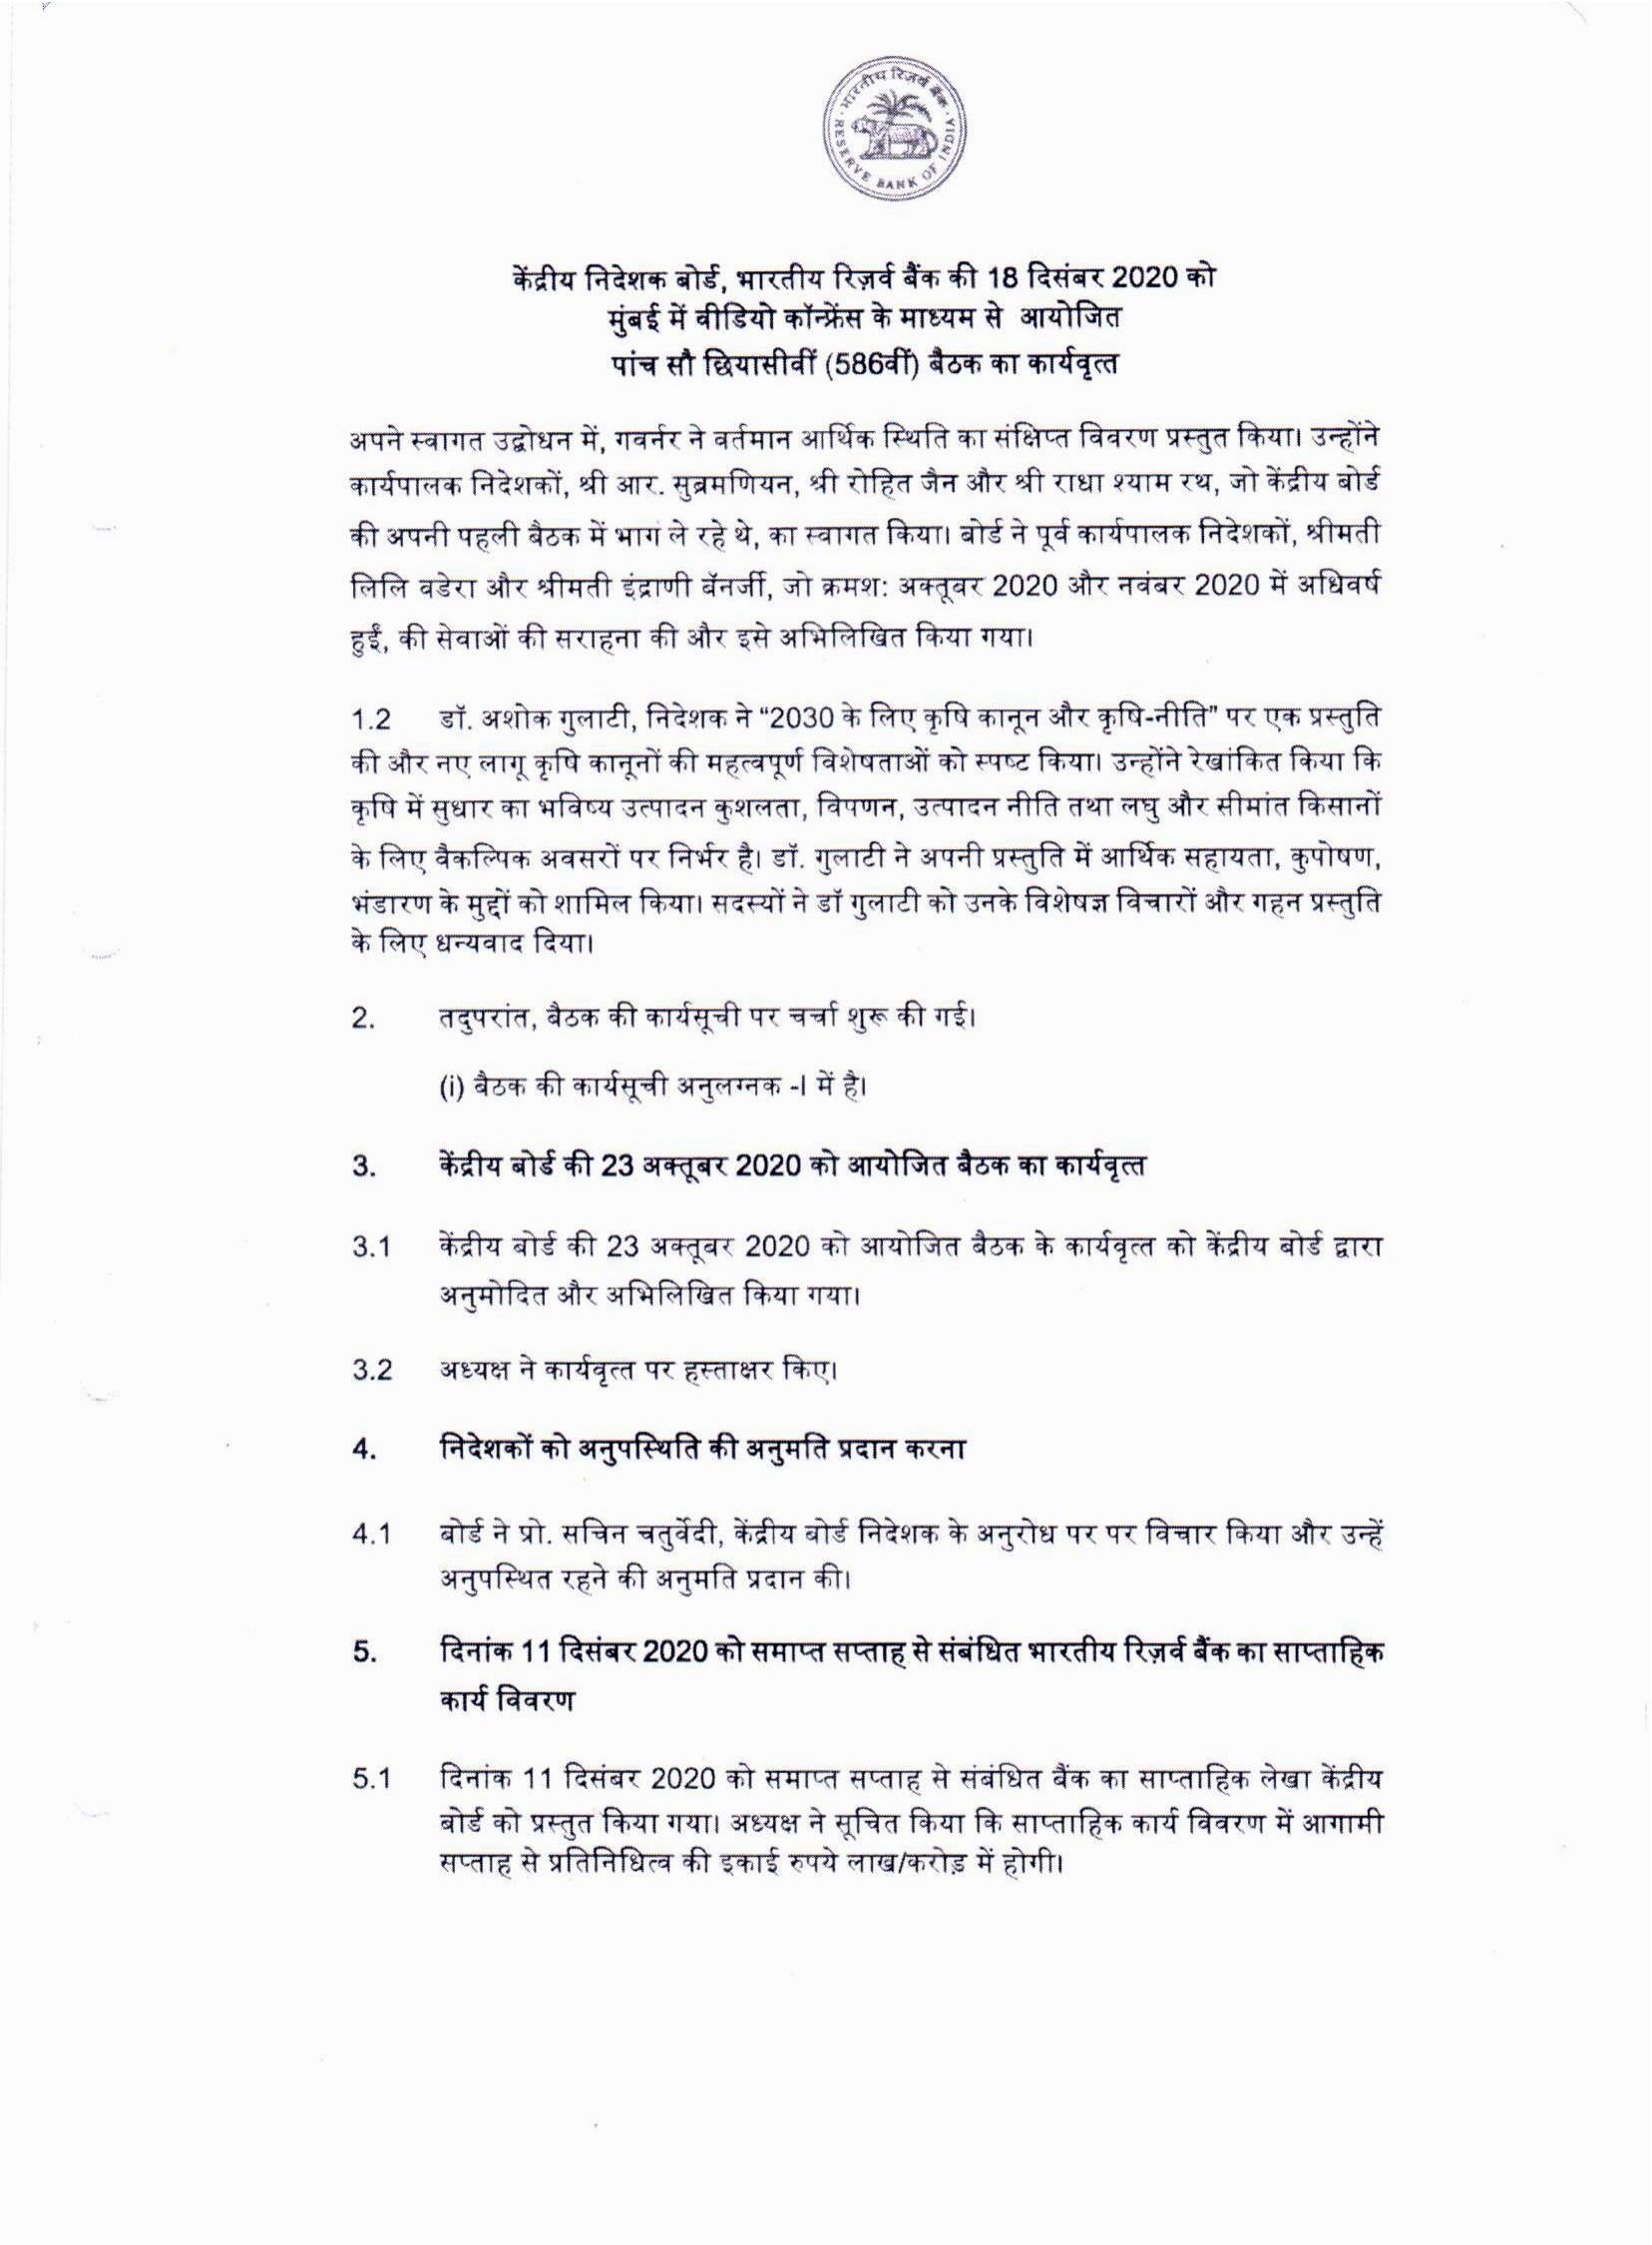 भारतीय रिज़र्व बैंक
RESERVE BANK OF INDIA
केंद्रीय निदेशक बोर्ड, भारतीय रिज़र्व बैंक की 18 दिसंबर 2020 को
मुंबई में वीडियो कॉन्फ्रेंस के माध्यम से आयोजित
पांच सौ छियासीवीं (586वीं) बैठक का कार्यवृत्त
अपने स्वागत उद्बोधन में, गवर्नर ने वर्तमान आर्थिक स्थिति का संक्षिप्त विवरण प्रस्तुत किया। उन्होंने
कार्यपालक निदेशकों, श्री आर. सुब्रमणियन, श्री रोहित जैन और श्री राधा श्याम रथ, जो केंद्रीय बोर्ड
की अपनी पहली बैठक में भाग ले रहे थे, का स्वागत किया। बोर्ड ने पूर्व कार्यपालक निदेशकों, श्रीमती
लिलि वडेरा और श्रीमती इंद्राणी बॅनर्जी, जो क्रमश: अक्तूबर 2020 और नवंबर 2020 में अधिवर्ष
हुईं, की सेवाओं की सराहना की और इसे अभिलिखित किया गया।
1.2 डॉ. अशोक गुलाटी, निदेशक ने “2030 के लिए कृषि कानून और कृषि-नीति” पर एक प्रस्तुति
की और नए लागू कृषि कानूनों की महत्वपूर्ण विशेषताओं को स्पष्ट किया। उन्होंने रेखांकित किया कि
कृषि में सुधार का भविष्य उत्पादन कुशलता, विपणन, उत्पादन नीति तथा लघु और सीमांत किसानों
के लिए वैकल्पिक अवसरों पर निर्भर है। डॉ. गुलाटी ने अपनी प्रस्तुति में आर्थिक सहायता, कुपोषण,
भंडारण के मुद्दों को शामिल किया। सदस्यों ने डॉ गुलाटी को उनके विशेषज्ञ विचारों और गहन प्रस्तुति
के लिए धन्यवाद दिया।
2. तदुपरांत, बैठक की कार्यसूची पर चर्चा शुरू की गई।
(i) बैठक की कार्यसूची अनुलग्नक -I में है।
3. केंद्रीय बोर्ड की 23 अक्तूबर 2020 को आयोजित बैठक का कार्यवृत्त
3.1 केंद्रीय बोर्ड की 23 अक्तूबर 2020 को आयोजित बैठक के कार्यवृत्त को केंद्रीय बोर्ड द्वारा
अनुमोदित और अभिलिखित किया गया।
3.2 अध्यक्ष ने कार्यवृत्त पर हस्ताक्षर किए।
4. निदेशकों को अनुपस्थिति की अनुमति प्रदान करना
4.1 बोर्ड ने प्रो. सचिन चतुर्वेदी, केंद्रीय बोर्ड निदेशक के अनुरोध पर पर विचार किया और उन्हें
अनुपस्थित रहने की अनुमति प्रदान की।
5. दिनांक 11 दिसंबर 2020 को समाप्त सप्ताह से संबंधित भारतीय रिज़र्व बैंक का साप्ताहिक
कार्य विवरण
5.1 दिनांक 11 दिसंबर 2020 को समाप्त सप्ताह से संबंधित बैंक का साप्ताहिक लेखा केंद्रीय
बोर्ड को प्रस्तुत किया गया। अध्यक्ष ने सूचित किया कि साप्ताहिक कार्य विवरण में आगामी
सप्ताह से प्रतिनिधित्व की इकाई रुपये लाख/करोड़ में होगी।